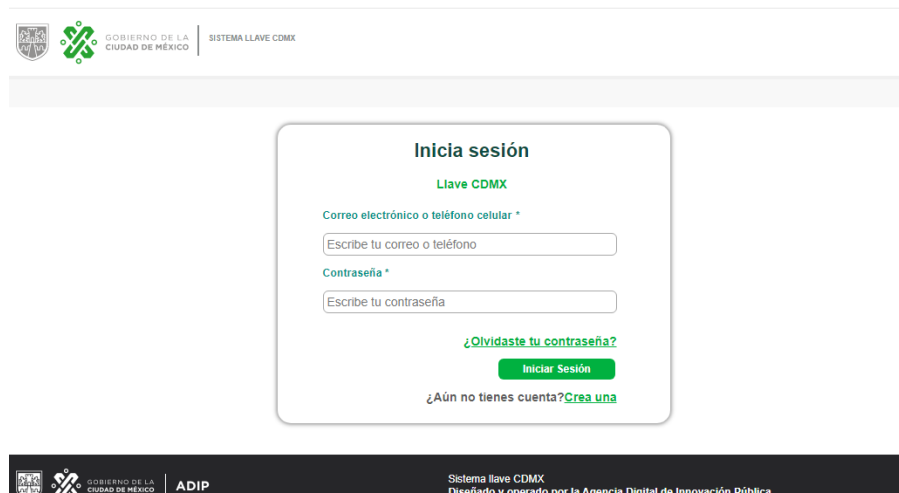 GOBIERNO DE LA
CIUDAD DE MÉXICO
SISTEMA LLAVE CDMX
Inicia sesión
Llave CDMX
Correo electrónico o teléfono celular *
Escribe tu correo o teléfono
Contraseña *
Escribe tu contraseña
¿Olvidaste tu contraseña?
Iniciar Sesión
¿Aún no tienes cuenta?Crea una
GOBIERNO DE LA
CIUDAD DE MÉXICO
ADIP
Sistema llave CDMX
Diseñado y operado por la Agencia Digital de Innovación Pública